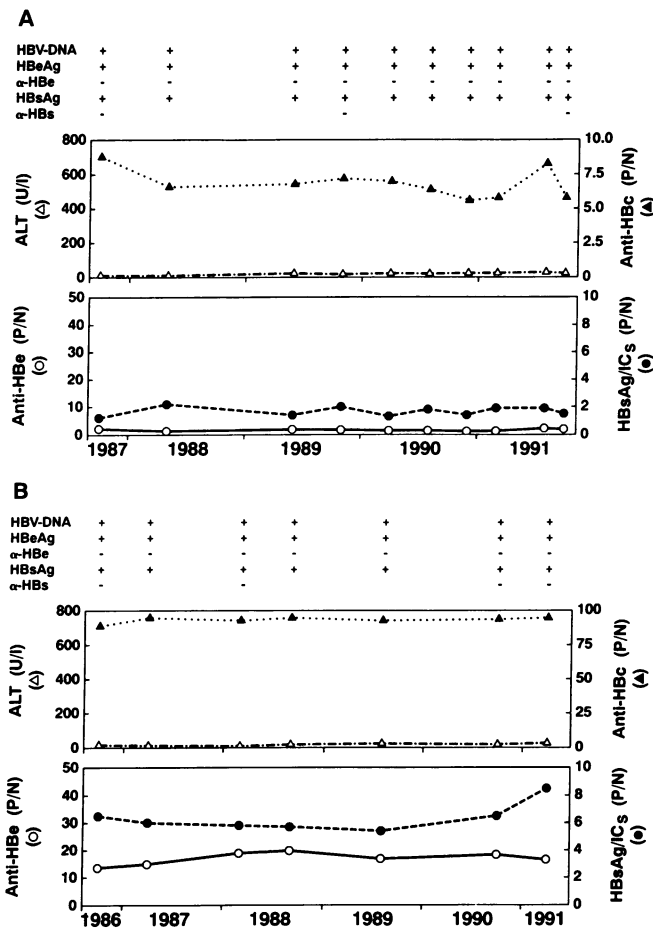 A
HBV-DNA + + + + + + + + + +
HBeAg + + + + + + + + + +
α-HBe - - - - - - - - - -
HBsAg + + + + + + + + + +
α-HBs - - -
800 10.0
600 7.5
400 5.0
200 2.5
0 0
ALT (U/l)
(△)
Anti-HBc (P/N)
(▲)
50 10
40 8
30 6
20 4
10 2
0 0
Anti-HBe (P/N)
(○)
HBsAg/ICs (P/N)
(●)
1987 1988 1989 1990 1991
B
HBV-DNA + + + + + + +
HBeAg + + + + + + +
α-HBe - - - - - - -
HBsAg + + + + + + +
α-HBs - - - -
800 100
600 75
400 50
200 25
0 0
ALT (U/l)
(△)
Anti-HBc (P/N)
(▲)
50 10
40 8
30 6
20 4
10 2
0 0
Anti-HBe (P/N)
(○)
HBsAg/ICs (P/N)
(●)
1986 1987 1988 1989 1990 1991